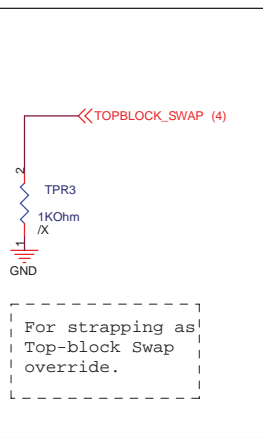 TOPBLOCK_SWAP (4)
2
TPR3
1KOhm
/X
1
GND
For strapping as
Top-block Swap
override.